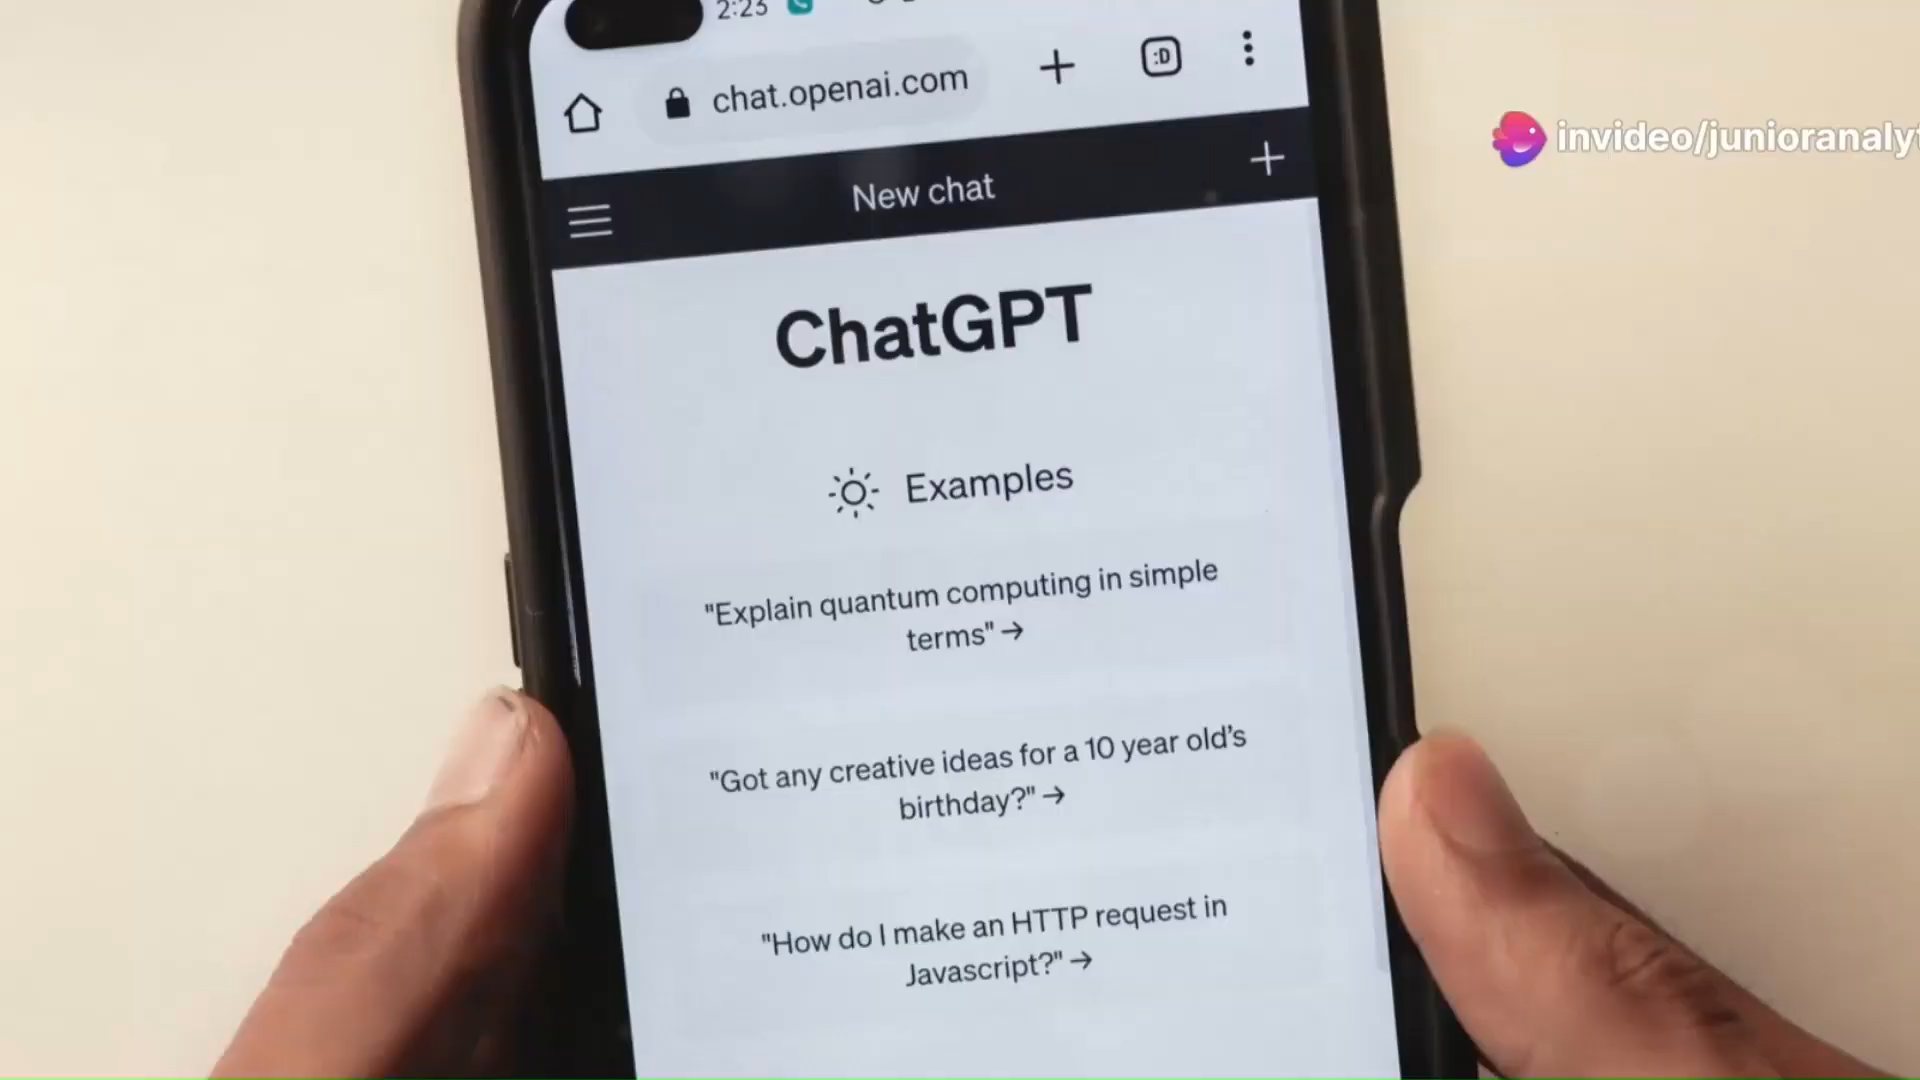 2:23
chat.openai.com
:D
invideo/junioranaly
New chat
ChatGPT
Examples
"Explain quantum computing in simple
terms" →
"Got any creative ideas for a 10 year old's
birthday?" →
"How do I make an HTTP request in
Javascript?" →